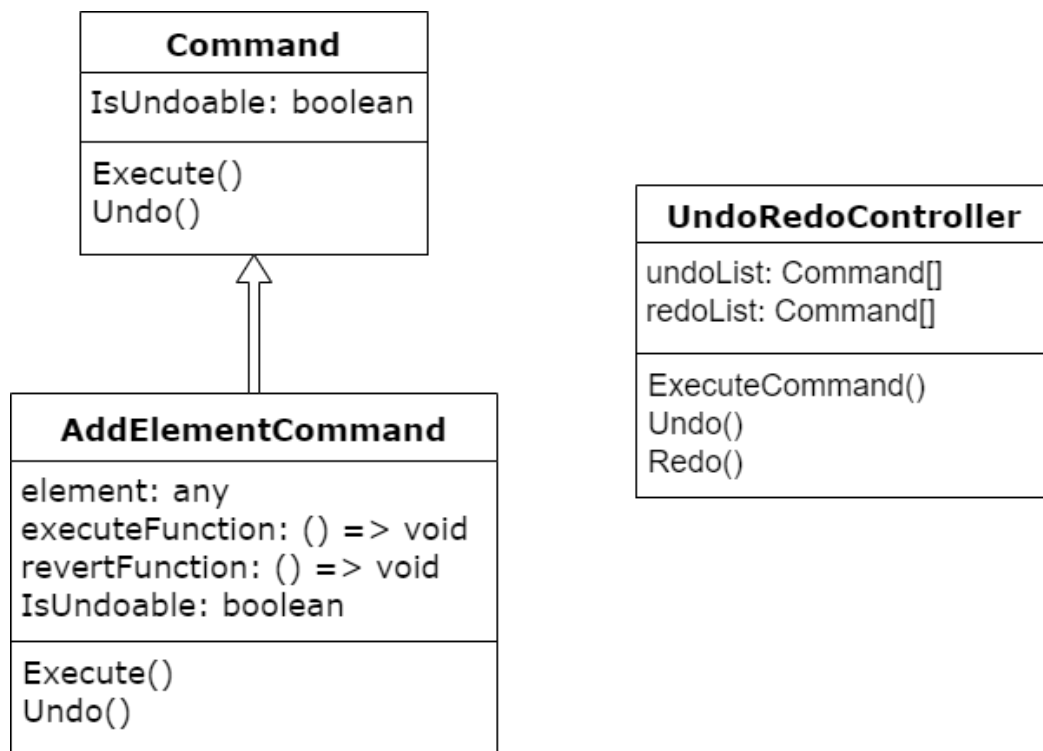 Command
IsUndoable: boolean
Execute()
Undo()
UndoRedoController
undoList: Command[]
redoList: Command[]
ExecuteCommand()
Undo()
Redo()
AddElementCommand
element: any
executeFunction: () => void
revertFunction: () => void
IsUndoable: boolean
Execute()
Undo()